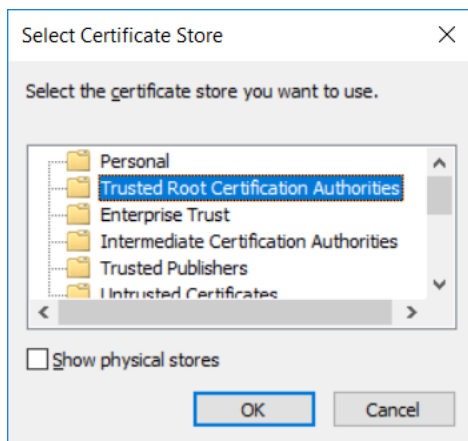 Select Certificate Store
Select the certificate store you want to use.
Personal
Trusted Root Certification Authorities
Enterprise Trust
Intermediate Certification Authorities
Trusted Publishers
Untrusted Certificates
Show physical stores
OK
Cancel